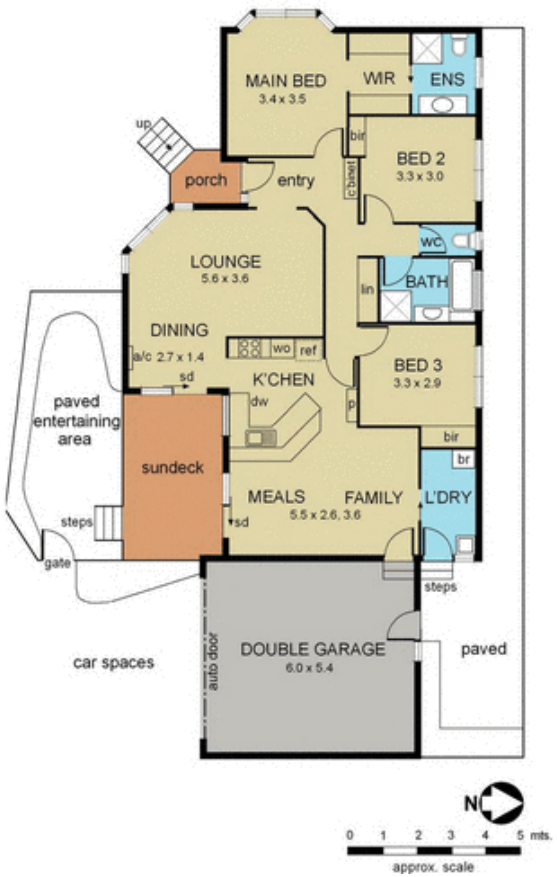 MAIN BED
3.4 x 3.5
WIR
ENS
up
bir
BED 2
3.3 x 3.0
porch
entry
c'binet
wc
LOUNGE
5.6 x 3.6
lin
BATH
DINING
a/c 2.7 x 1.4
sd
wo
ref
K'CHEN
BED 3
3.3 x 2.9
dw
p
paved
entertaining
area
sundeck
bir
br
MEALS
FAMILY
5.5 x 2.6, 3.6
L'DRY
steps
sd
gate
steps
car spaces
auto door
DOUBLE GARAGE
6.0 x 5.4
paved
N
0 1 2 3 4 5 mts.
approx. scale